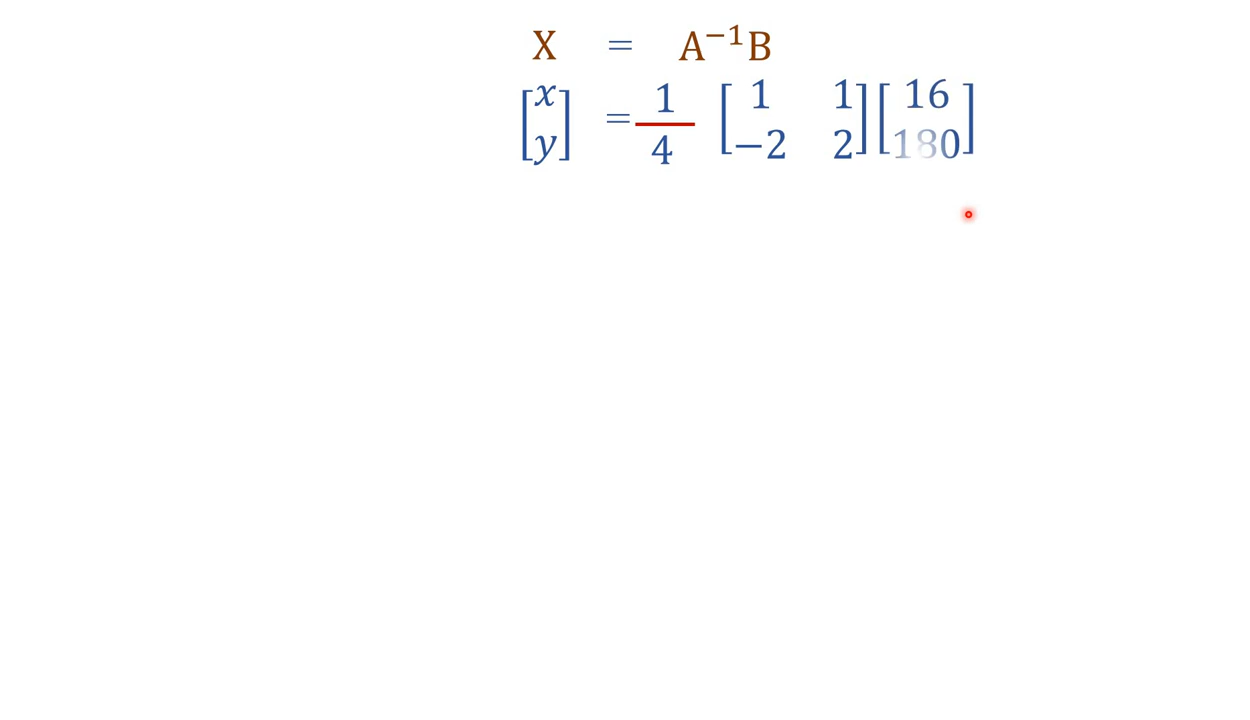 X = A⁻¹B
[x y] = 1/4 [1 1 −2 2] [16 180]